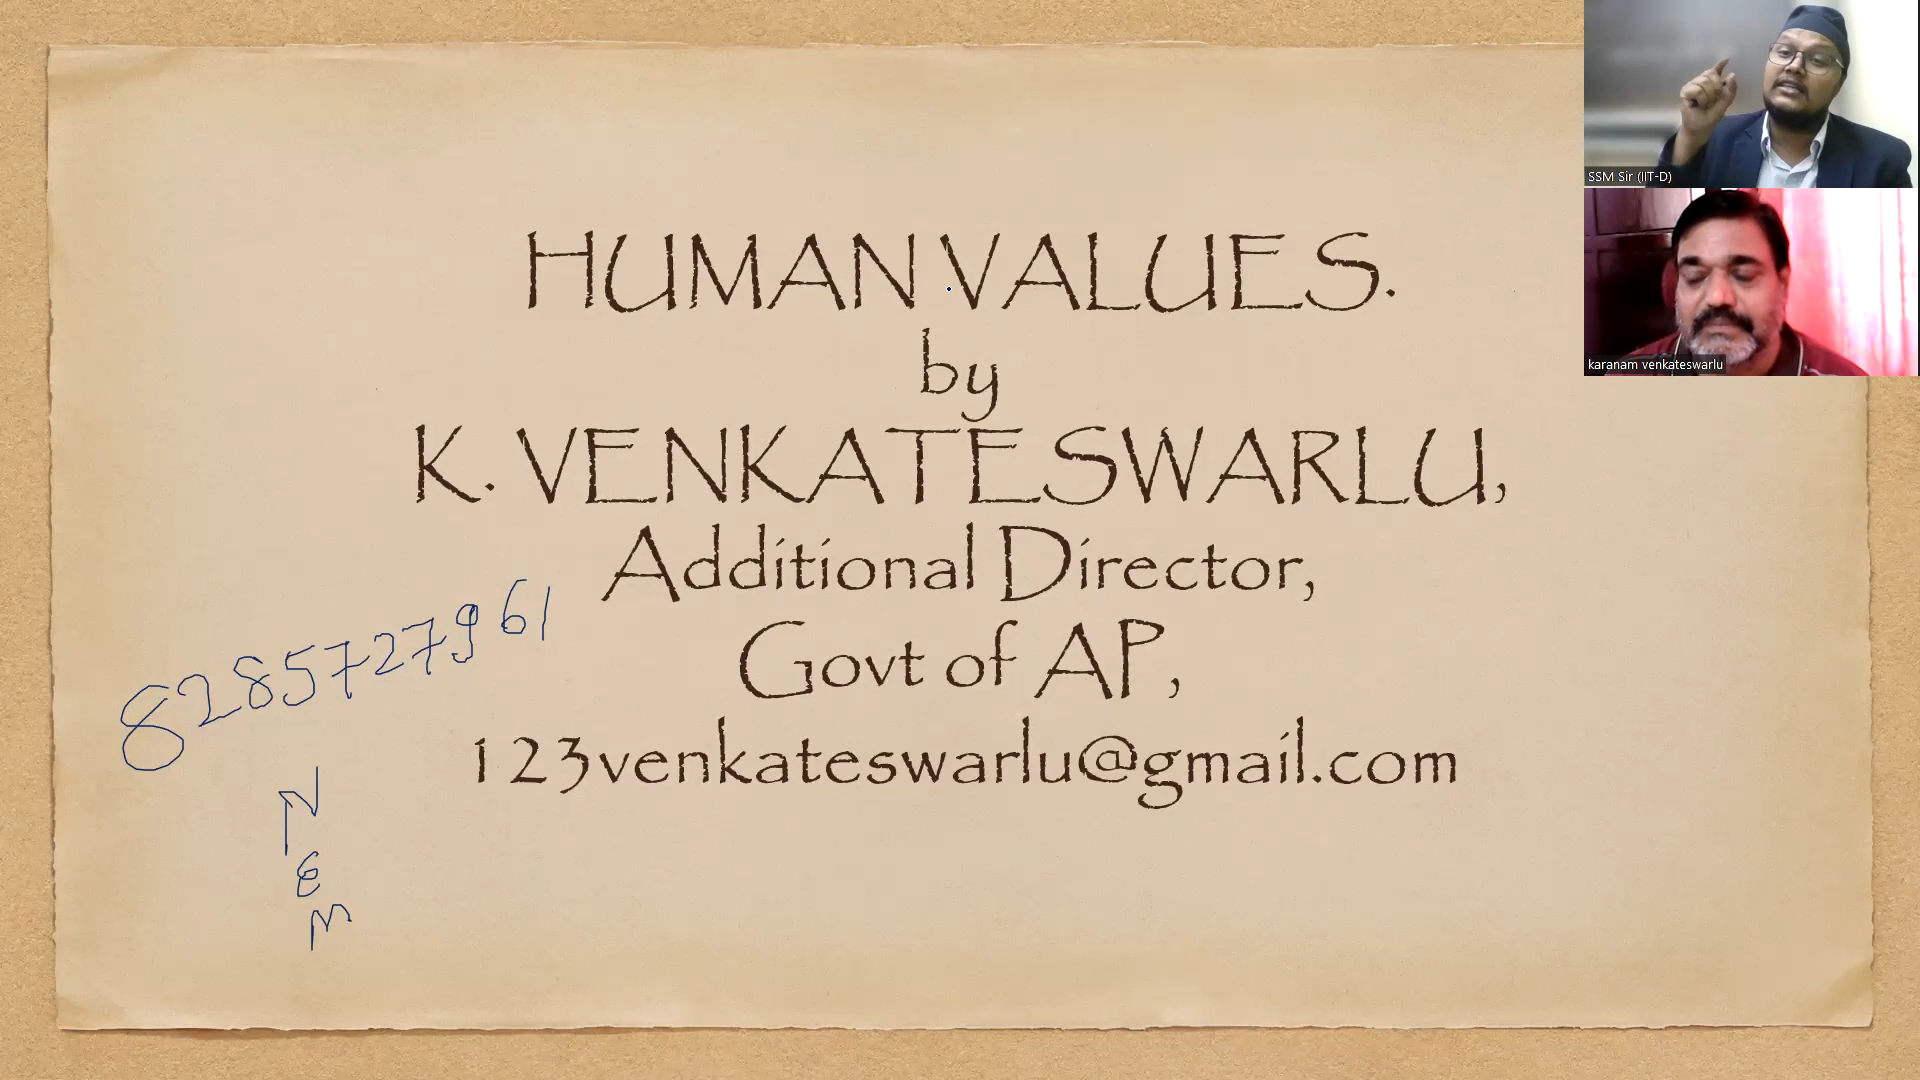 SSM Sir (IIT-D)
karanam venkateswarlu
HUMAN VALUES.
by
K. VENKATESWARLU,
Additional Director,
Govt of AP,
123venkateswarlu@gmail.com
8285727961
N
E
M